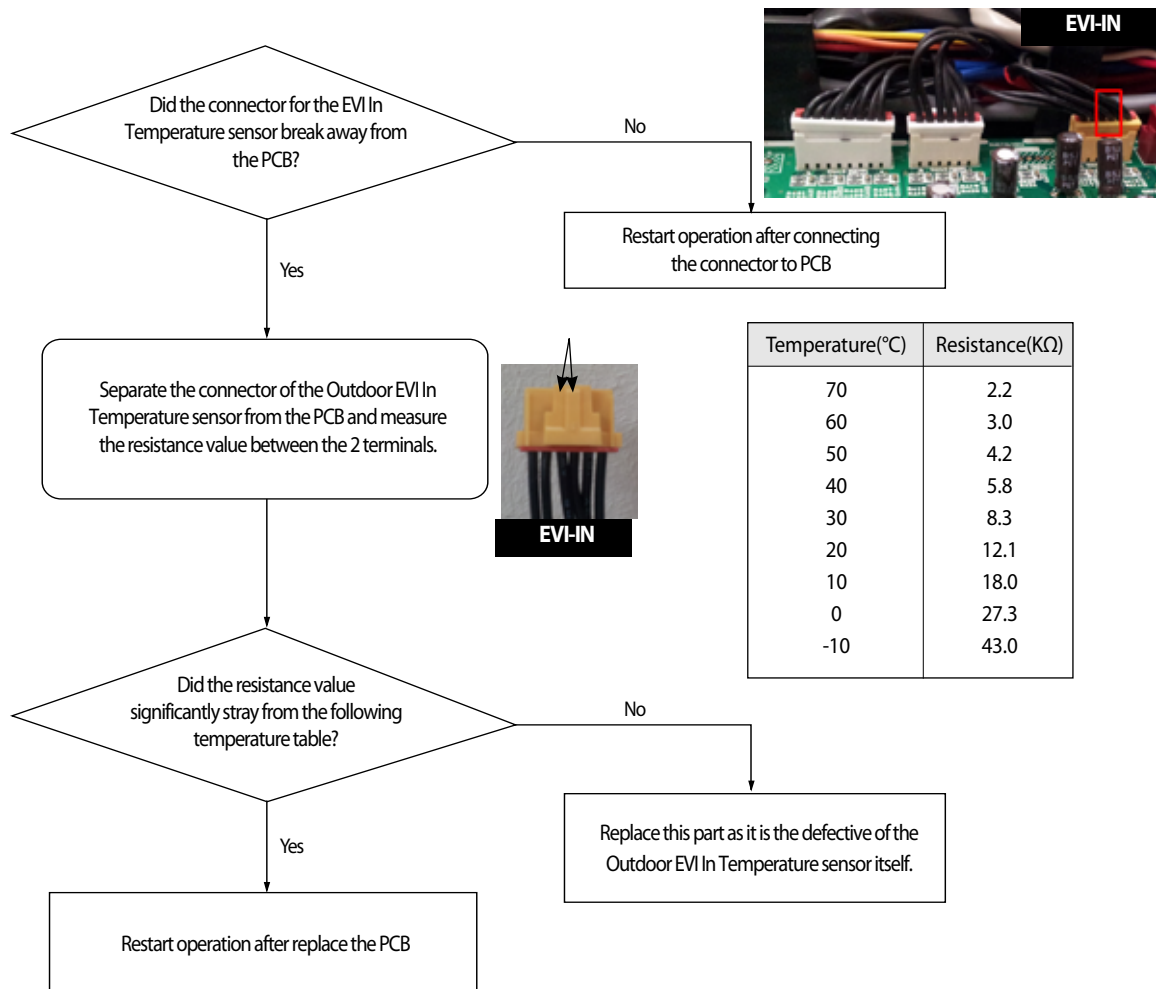 EVI-IN
Did the connector for the EVI In
Temperature sensor break away from
the PCB?
No
Restart operation after connecting
the connector to PCB
Yes
Separate the connector of the Outdoor EVI In
Temperature sensor from the PCB and measure
the resistance value between the 2 terminals.
EVI-IN
Temperature(°C) Resistance(KΩ)
70 2.2
60 3.0
50 4.2
40 5.8
30 8.3
20 12.1
10 18.0
0 27.3
-10 43.0
Did the resistance value
significantly stray from the following
temperature table?
No
Replace this part as it is the defective of the
Outdoor EVI In Temperature sensor itself.
Yes
Restart operation after replace the PCB